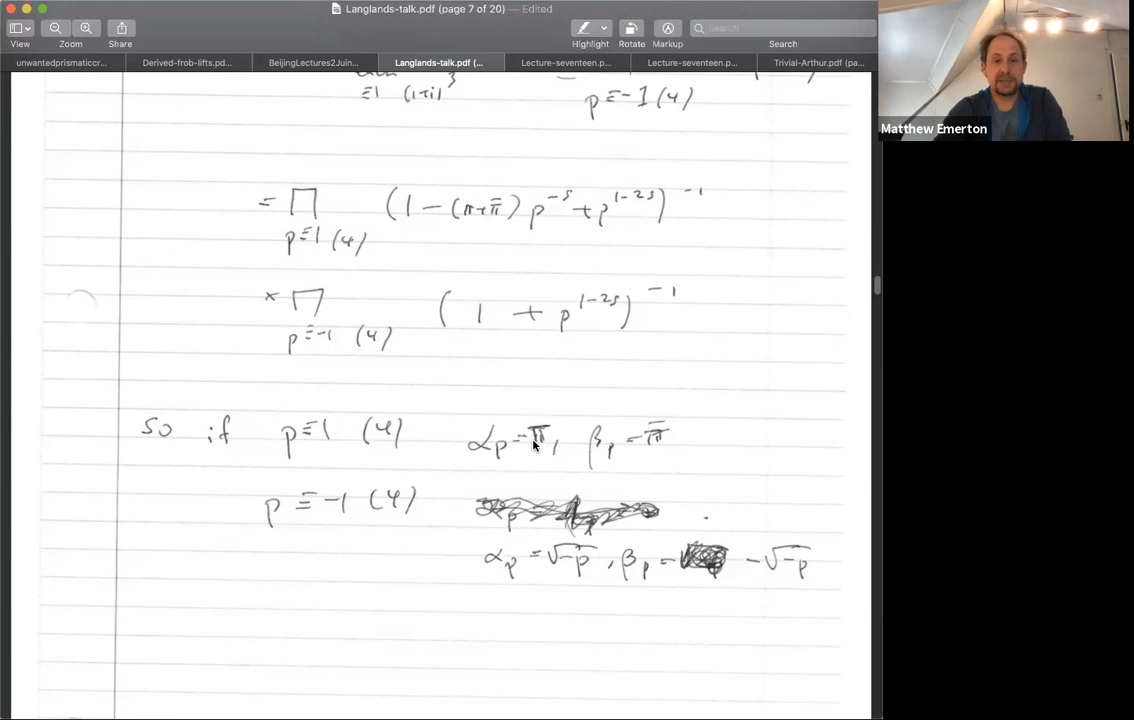 Langlands-talk.pdf (page 7 of 20) — Edited
View Zoom Share Highlight Rotate Markup Search
Search
unwantedprismaticcr... Derived-frob-lifts.pd... BeijingLectures2Juin... Langlands-talk.pdf (... Lecture-seventeen.p... Lecture-seventeen.p... Trivial-Arthur.pdf (pa...
Matthew Emerton
≡1 (1+i)³ p≡-1 (4)
= ∏ (1 - (π+π̅) p^{-s} + p^{1-2s})^{-1}
p≡1 (4)
× ∏ (1 + p^{1-2s})^{-1}
p≡-1 (4)
so if p≡1 (4) α_p = π, β_p = π̅
p ≡ -1 (4)
α_p = √-p, β_p = -√-p